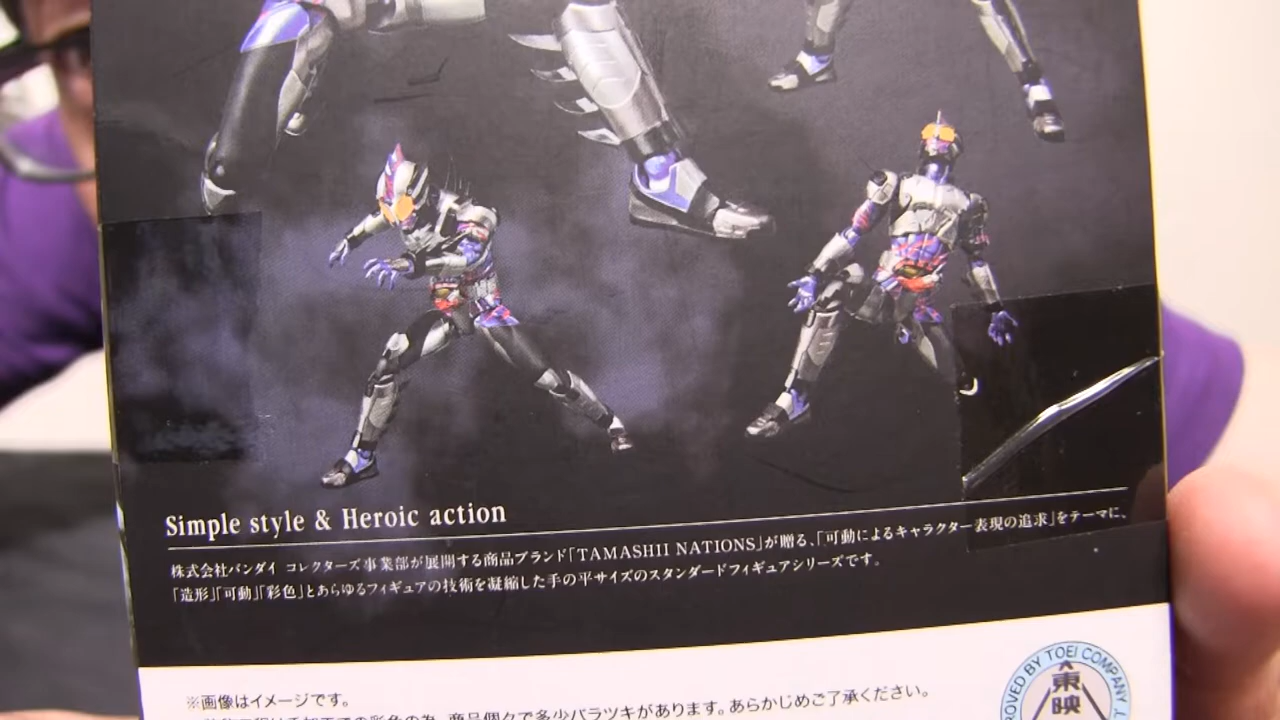 Simple style & Heroic action
株式会社バンダイ コレクターズ事業部が展開する商品ブランド「TAMASHII NATIONS」が贈る、「可動によるキャラクター表現の追求」をテーマに、
「造形」「可動」「彩色」とあらゆるフィギュアの技術を凝縮した手の平サイズのスタンダードフィギュアシリーズです。
※画像はイメージです。
商品個々で多少バラツキがあります。あらかじめご了承ください。
ROVED BY TOEI COMPANY
東映